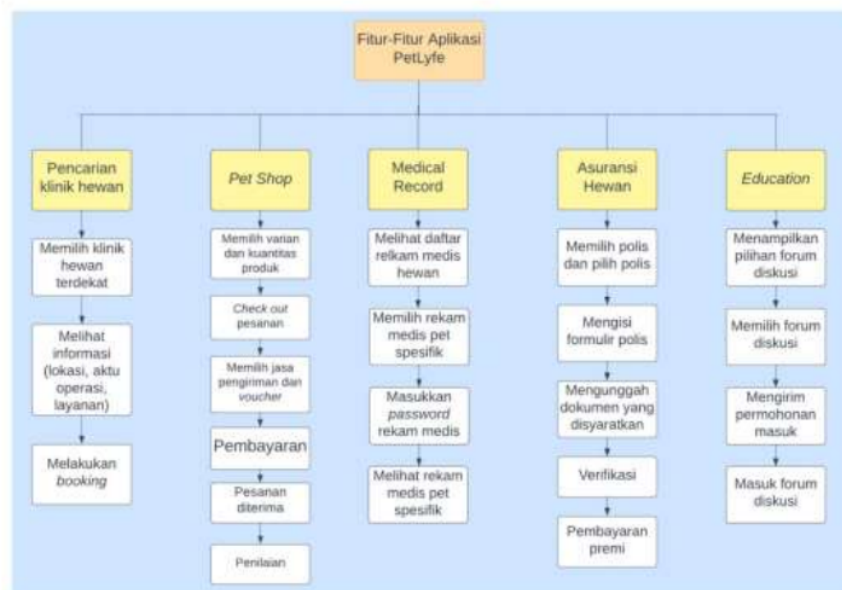 Fitur-Fitur Aplikasi
PetLyfe
Pencarian
klinik hewan
Memilih klinik
hewan
terdekat
Melihat
informasi
(lokasi, aktu
operasi,
layanan)
Melakukan
booking
Pet Shop
Memilih varian
dan kuantitas
produk
Check out
pesanan
Memilih jasa
pengiriman dan
voucher
Pembayaran
Pesanan
diterima
Penilaian
Medical
Record
Melihat daftar
relkam medis
hewan
Memilih rekam
medis pet
spesifik
Masukkan
password
rekam medis
Melihat rekam
medis pet
spesifik
Asuransi
Hewan
Memilih polis
dan pilih polis
Mengisi
formulir polis
Mengunggah
dokumen yang
disyaratkan
Verifikasi
Pembayaran
premi
Education
Menampilkan
pilihan forum
diskusi
Memilih forum
diskusi
Mengirim
permohonan
masuk
Masuk forum
diskusi